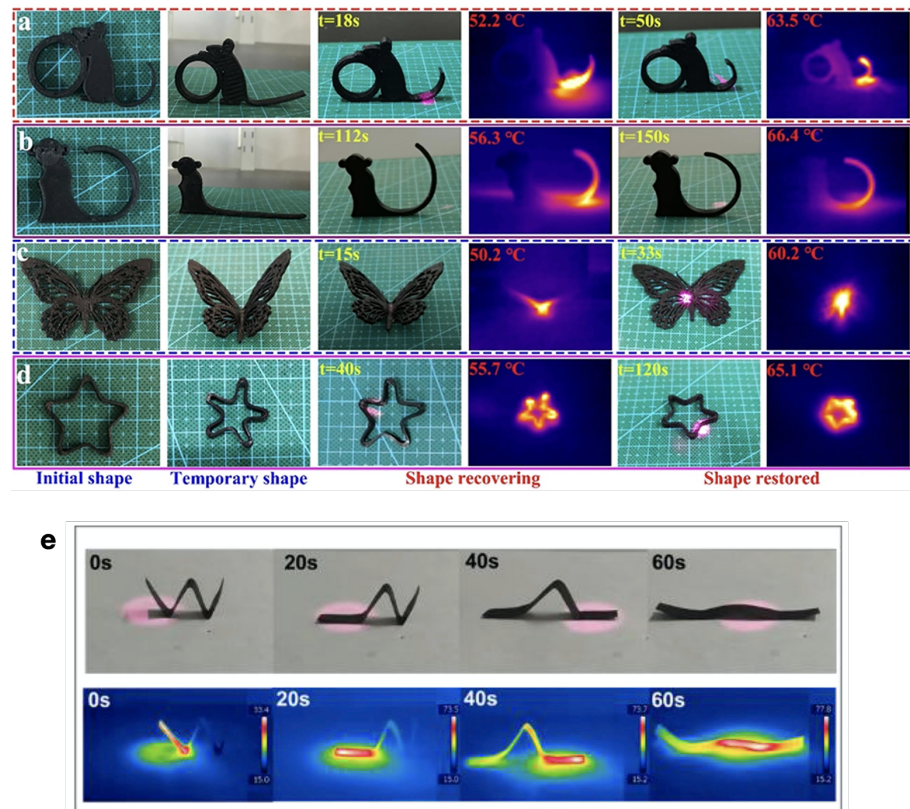 a t=18s 52.2 °C t=50s 63.5 °C
b t=112s 56.3 °C t=150s 66.4 °C
c t=15s 50.2 °C t=33s 60.2 °C
d t=40s 55.7 °C t=120s 65.1 °C
Initial shape Temporary shape Shape recovering Shape restored
e
0s 20s 40s 60s
0s 20s 40s 60s
33.4 73.5 73.7 77.8
15.0 15.0 15.2 15.2